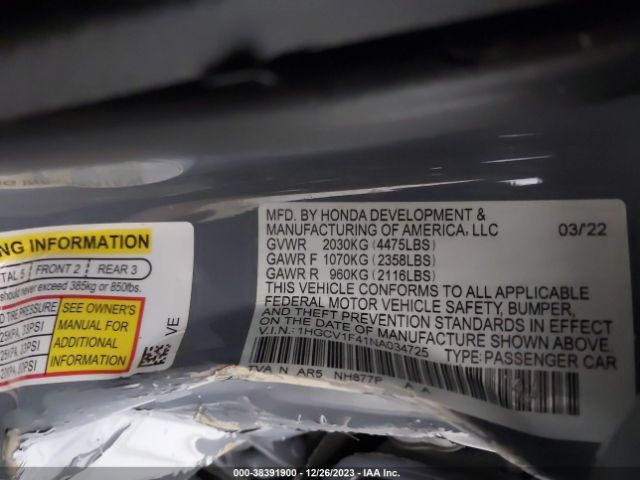 NG INFORMATION
TAL 5 FRONT 2 REAR 3
should never exceed 385kg or 850lbs.
D TIRE PRESSURE
25KPA, 33PSI
SEE OWNER'S
MANUAL FOR
ADDITIONAL
INFORMATION
VE
MFD. BY HONDA DEVELOPMENT &
MANUFACTURING OF AMERICA, LLC 03/22
GVWR 2030KG (4475LBS)
GAWR F 1070KG (2358LBS)
GAWR R 960KG (2116LBS)
THIS VEHICLE CONFORMS TO ALL APPLICABLE
FEDERAL MOTOR VEHICLE SAFETY, BUMPER,
AND THEFT PREVENTION STANDARDS IN EFFECT
ON THE DATE OF MANUFACTURE SHOWN ABOVE.
V.I.N.: 1HGCV1F41NA034725 TYPE: PASSENGER CAR
TVA N AR5 NH877P A A
000-38391900 - 12/26/2023 - IAA Inc.